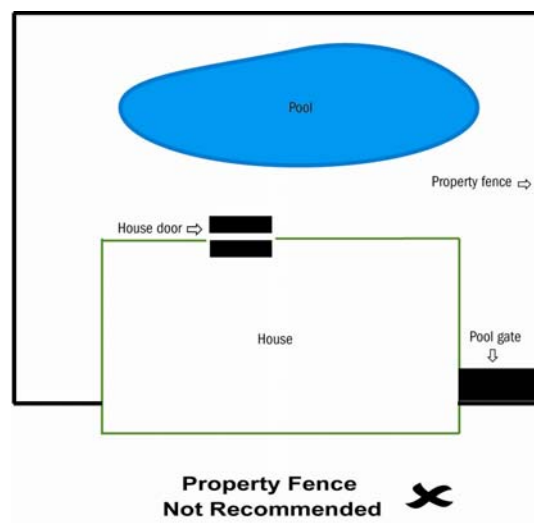 Pool
Property fence
House door
House
Pool gate
Property Fence
Not Recommended